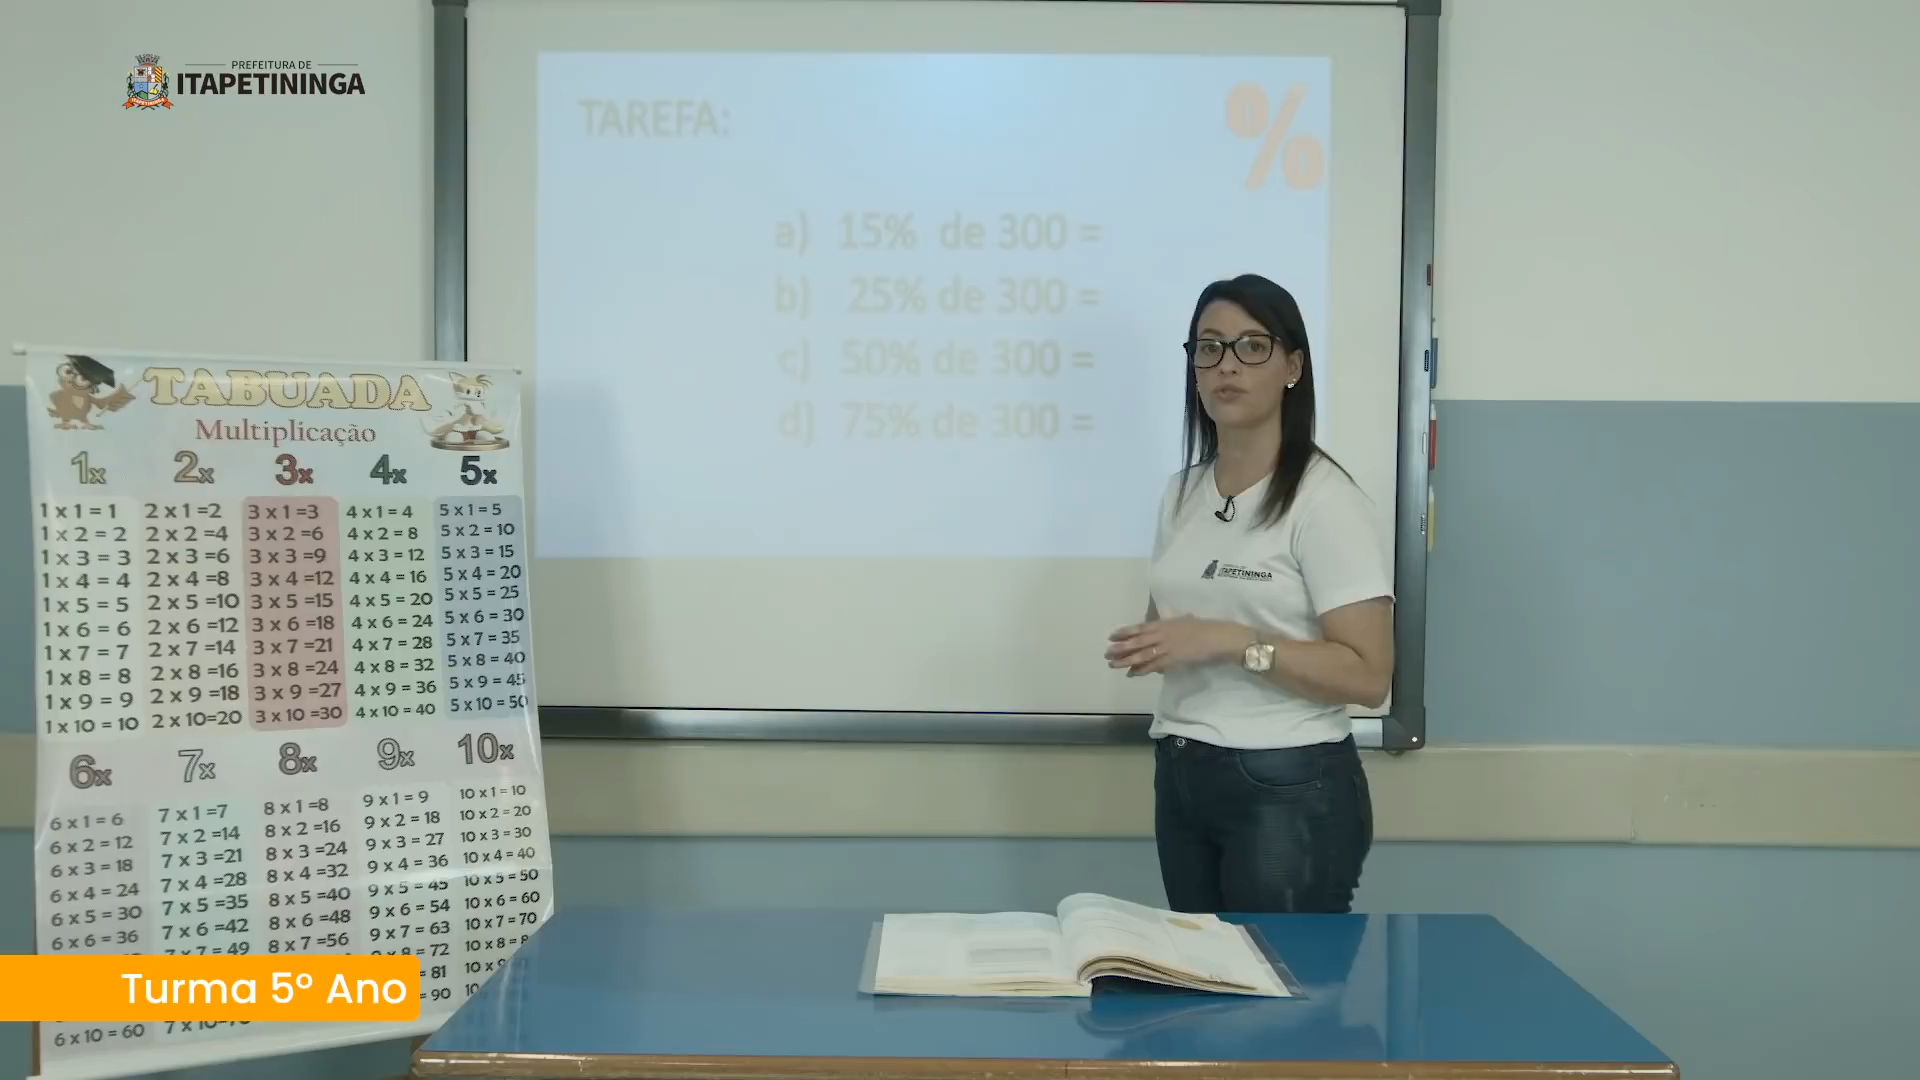 PREFEITURA DE
ITAPETININGA
TAREFA:
%
a) 15% de 300 =
b) 25% de 300 =
c) 50% de 300 =
d) 75% de 300 =
TABUADA
Multiplicação
1x
1 x 1 = 1
1 x 2 = 2
1 x 3 = 3
1 x 4 = 4
1 x 5 = 5
1 x 6 = 6
1 x 7 = 7
1 x 8 = 8
1 x 9 = 9
1 x 10 = 10
2x
2 x 1 =2
2 x 2 =4
2 x 3 =6
2 x 4 =8
2 x 5 =10
2 x 6 =12
2 x 7 =14
2 x 8 =16
2 x 9 =18
2 x 10=20
3x
3 x 1 =3
3 x 2 =6
3 x 3 =9
3 x 4 =12
3 x 5 =15
3 x 6 =18
3 x 7 =21
3 x 8 =24
3 x 9 =27
3 x 10 =30
4x
4 x 1 = 4
4 x 2 = 8
4 x 3 = 12
4 x 4 = 16
4 x 5 = 20
4 x 6 = 24
4 x 7 = 28
4 x 8 = 32
4 x 9 = 36
4 x 10 = 40
5x
5 x 1 = 5
5 x 2 = 10
5 x 3 = 15
5 x 4 = 20
5 x 5 = 25
5 x 6 = 30
5 x 7 = 35
5 x 8 = 40
5 x 9 = 45
5 x 10 = 50
6x
6 x 1 = 6
6 x 2 = 12
6 x 3 = 18
6 x 4 = 24
6 x 5 = 30
6 x 6 = 36
6 x 10 = 60
7x
7 x 1 =7
7 x 2 =14
7 x 3 =21
7 x 4 =28
7 x 5 =35
7 x 6 =42
7 x 7 = 49
8x
8 x 1 =8
8 x 2 =16
8 x 3 =24
8 x 4 =32
8 x 5 =40
8 x 6 =48
8 x 7 =56
9x
9 x 1 = 9
9 x 2 = 18
9 x 3 = 27
9 x 4 = 36
9 x 5 = 45
9 x 6 = 54
9 x 7 = 63
= 72
= 81
= 90
10x
10 x 1 = 10
10 x 2 = 20
10 x 3 = 30
10 x 4 = 40
10 x 5 = 50
10 x 6 = 60
10 x 7 = 70
10 x 8 =
10 x
10
ITAPETININGA
Turma 5º Ano